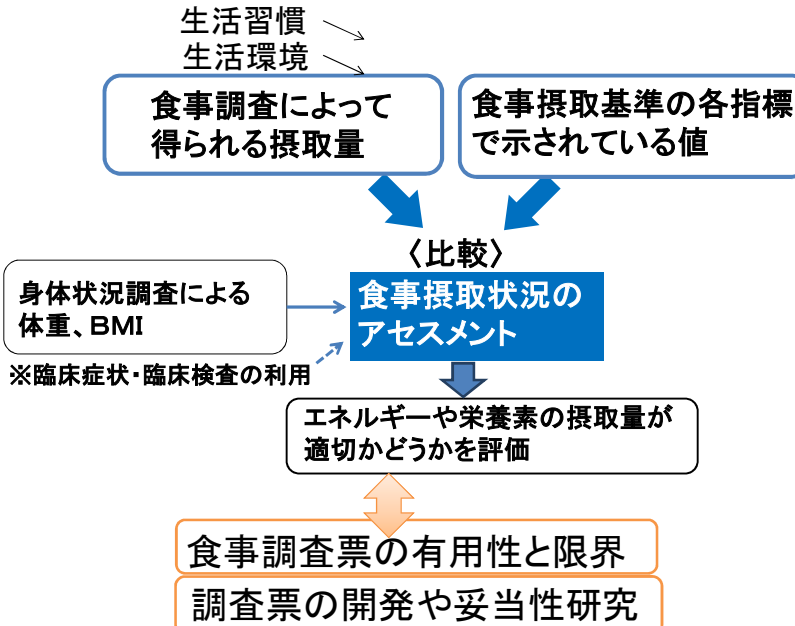 生活習慣
生活環境
食事調査によって
得られる摂取量
食事摂取基準の各指標
で示されている値
〈比較〉
身体状況調査による
体重、BMI
食事摂取状況の
アセスメント
※臨床症状・臨床検査の利用
エネルギーや栄養素の摂取量が
適切かどうかを評価
食事調査票の有用性と限界
調査票の開発や妥当性研究